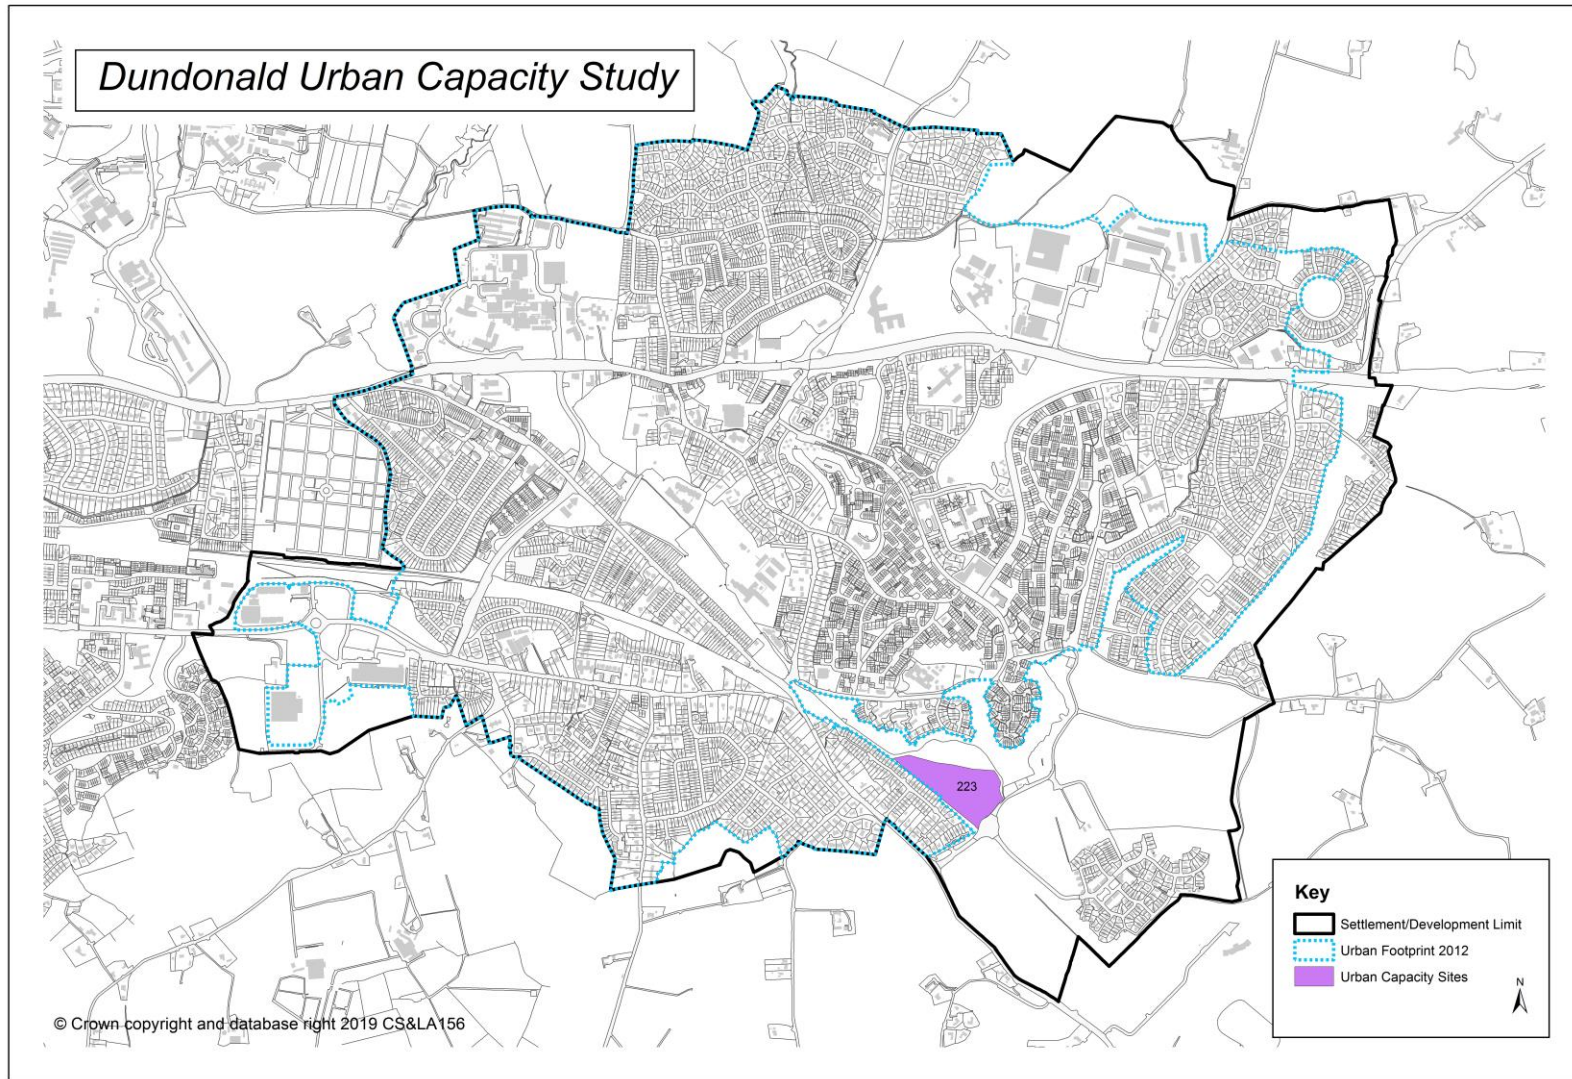 Dundonald Urban Capacity Study
223
Key
Settlement/Development Limit
Urban Footprint 2012
Urban Capacity Sites
N
© Crown copyright and database right 2019 CS&LA156